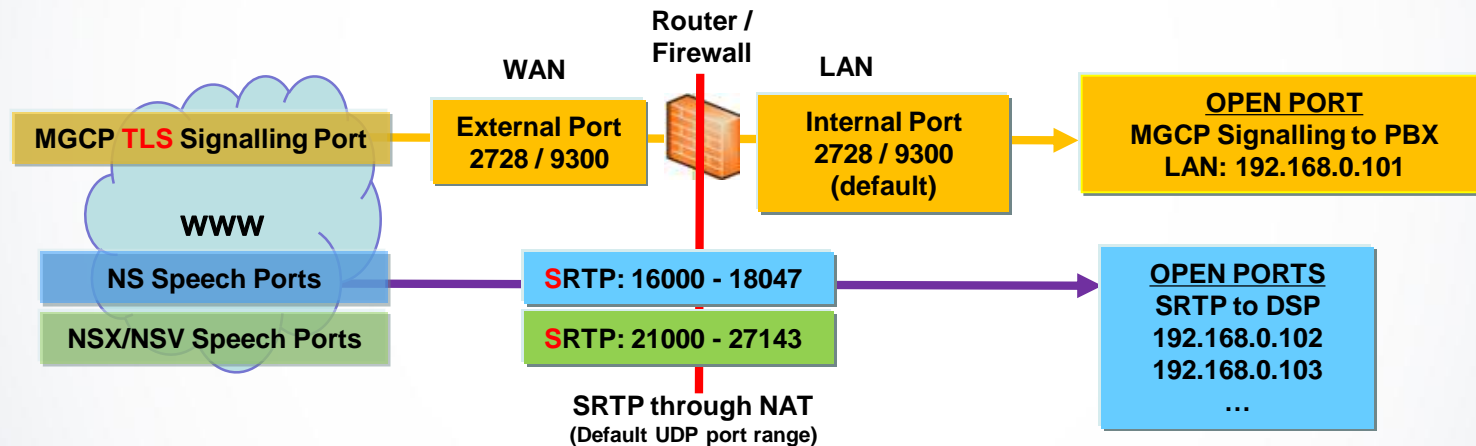 Router /
Firewall
WAN
LAN
MGCP TLS Signalling Port
External Port
2728 / 9300
Internal Port
2728 / 9300
(default)
OPEN PORT
MGCP Signalling to PBX
LAN: 192.168.0.101
www
NS Speech Ports
SRTP: 16000 - 18047
NSX/NSV Speech Ports
SRTP: 21000 - 27143
OPEN PORTS
SRTP to DSP
192.168.0.102
192.168.0.103
…
SRTP through NAT
(Default UDP port range)